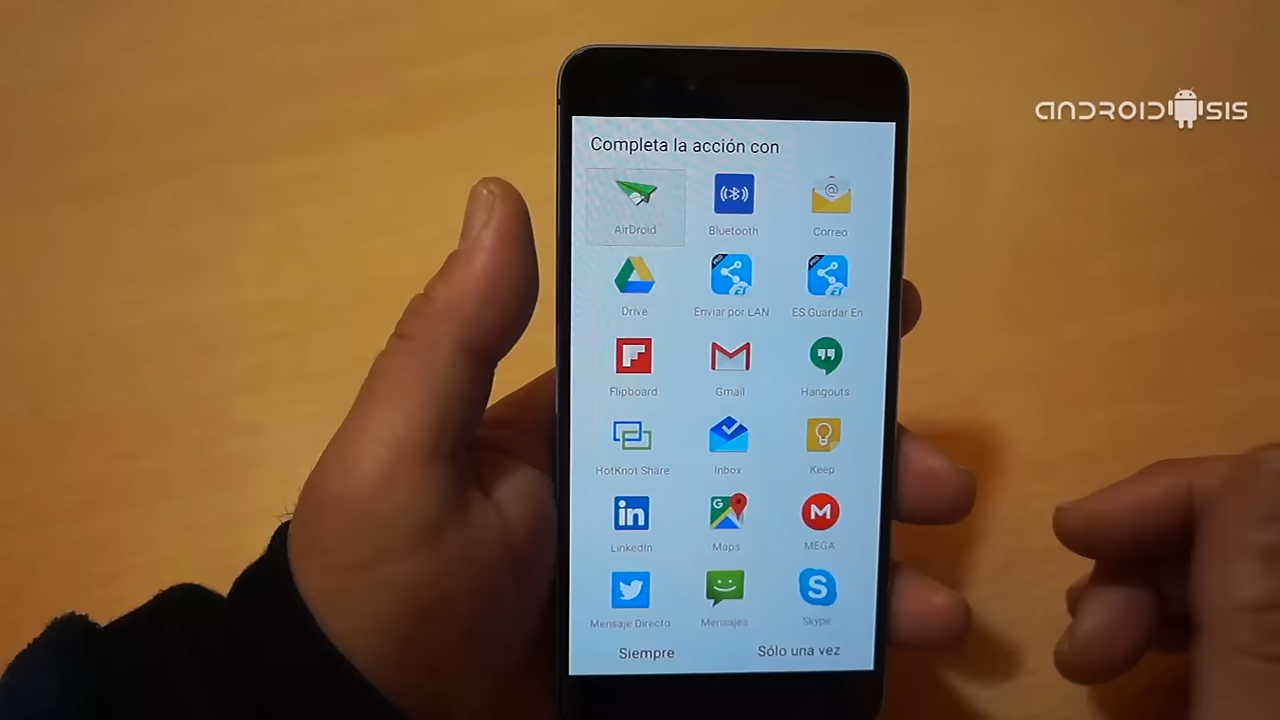 ANDROIDSIS
Completa la acción con
AirDroid
Bluetooth
Correo
Drive
Enviar por LAN
ES Guardar En
Flipboard
Gmail
Hangouts
HotKnot Share
Inbox
Keep
LinkedIn
Maps
MEGA
Mensaje Directo
Mensajes
Skype
Siempre
Sólo una vez